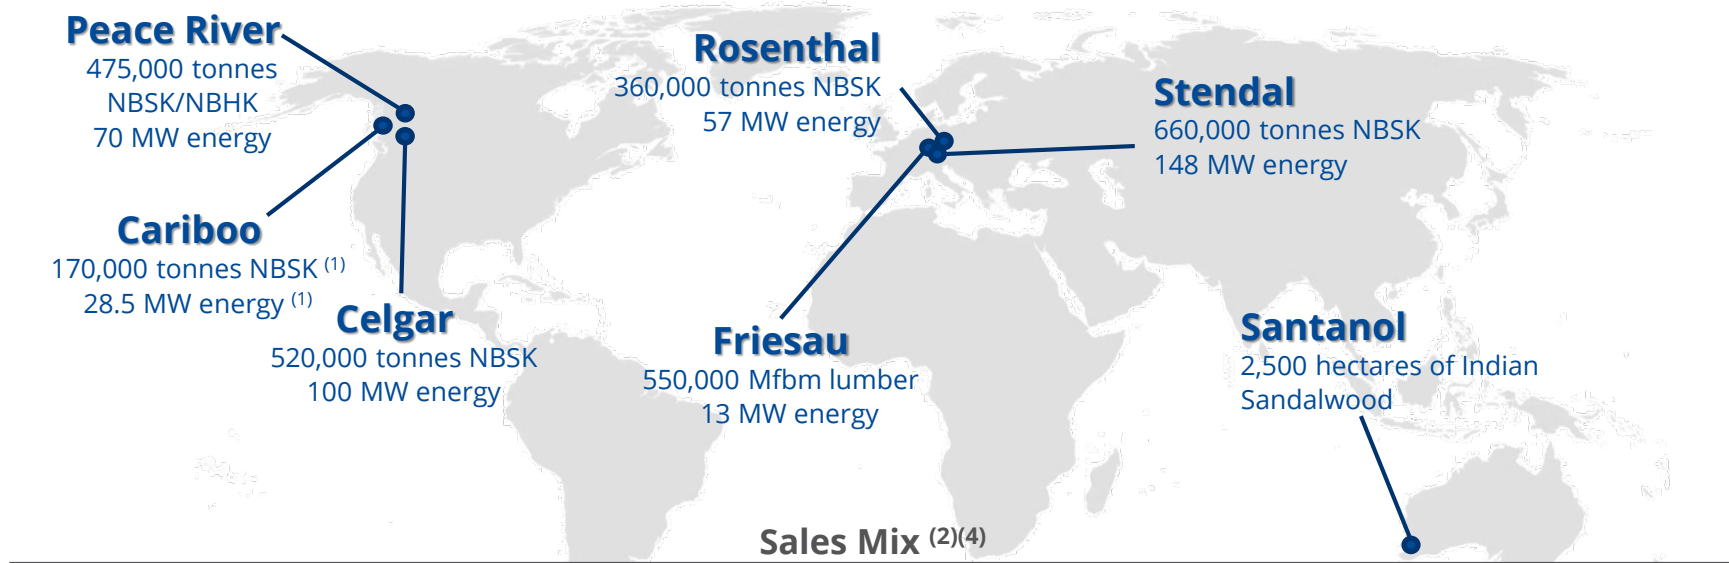 Peace River
475,000 tonnes
NBSK/NBHK
70 MW energy
Cariboo
170,000 tonnes NBSK (1)
28.5 MW energy (1)
Celgar
520,000 tonnes NBSK
100 MW energy
Rosenthal
360,000 tonnes NBSK
57 MW energy
Stendal
660,000 tonnes NBSK
148 MW energy
Friesau
550,000 Mfbm lumber
13 MW energy
Santanol
2,500 hectares of Indian
Sandalwood
Sales Mix (2)(4)